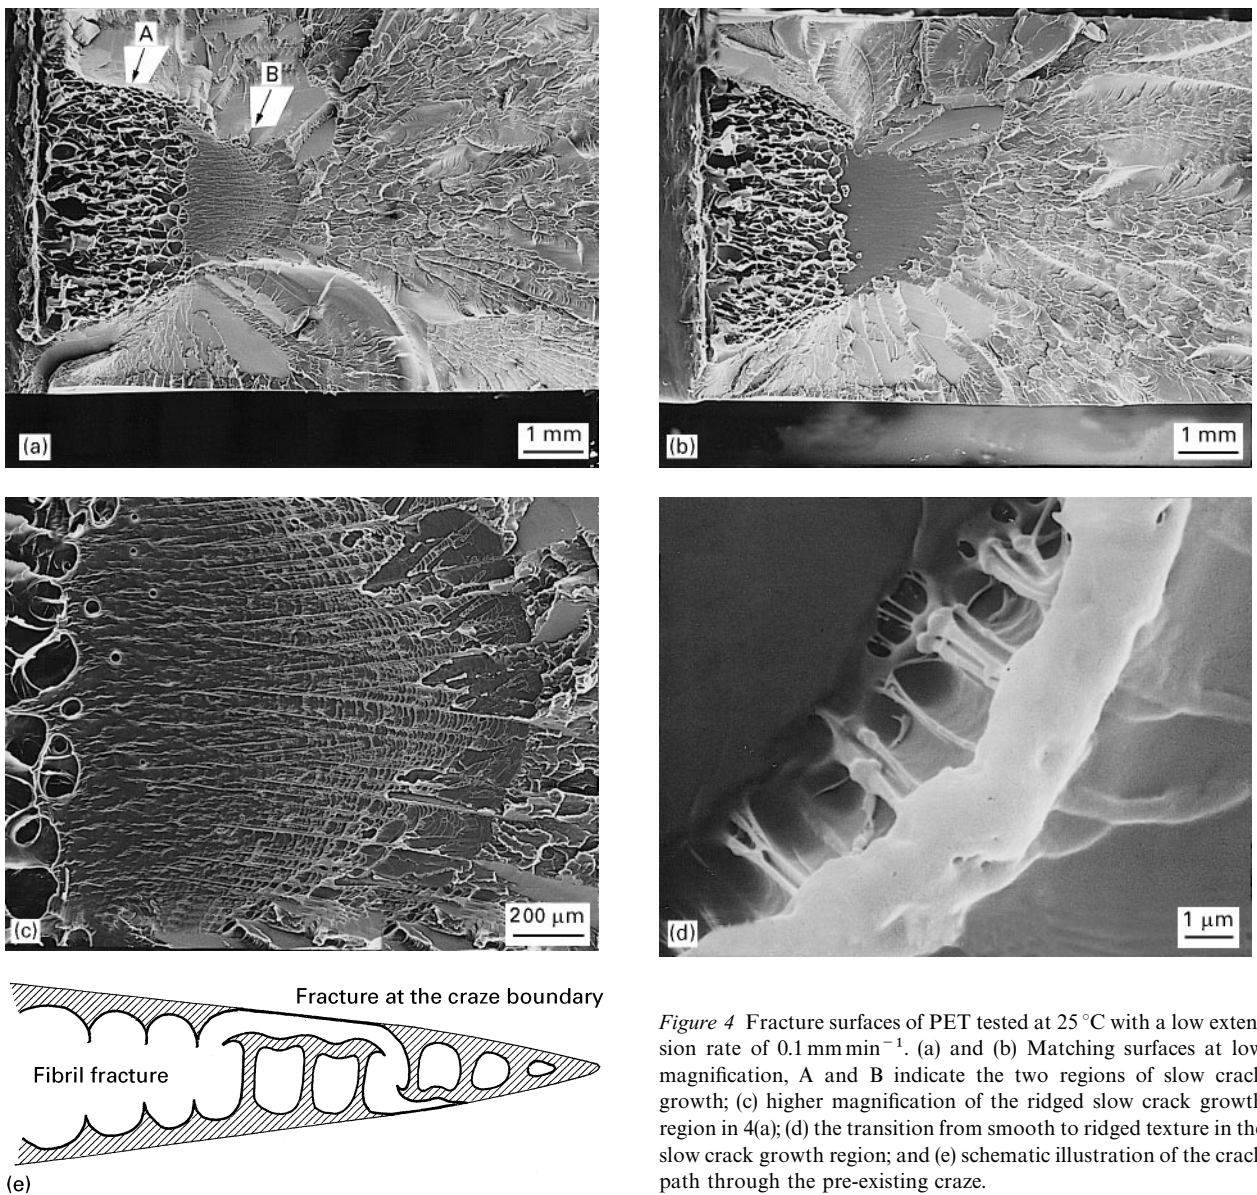 A
B
(a)
1 mm
(b)
1 mm
(c)
200 µm
(d)
1 µm
Fracture at the craze boundary
Fibril fracture
(e)
Figure 4 Fracture surfaces of PET tested at 25 °C with a low exten
sion rate of 0.1 mm min⁻¹. (a) and (b) Matching surfaces at low
magnification, A and B indicate the two regions of slow crack
growth; (c) higher magnification of the ridged slow crack growth
region in 4(a); (d) the transition from smooth to ridged texture in the
slow crack growth region; and (e) schematic illustration of the crack
path through the pre-existing craze.